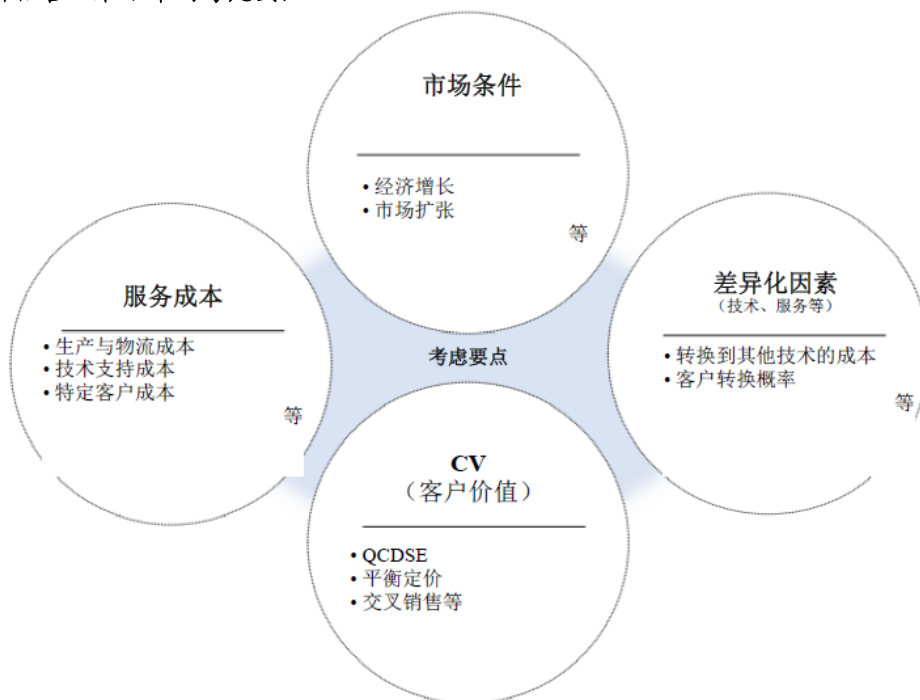 市场条件
• 经济增长
• 市场扩张
等
服务成本
• 生产与物流成本
• 技术支持成本
• 特定客户成本
等
考虑要点
差异化因素
（技术、服务等）
• 转换到其他技术的成本
• 客户转换概率
等
CV
（客户价值）
• QCDSE
• 平衡定价
• 交叉销售等